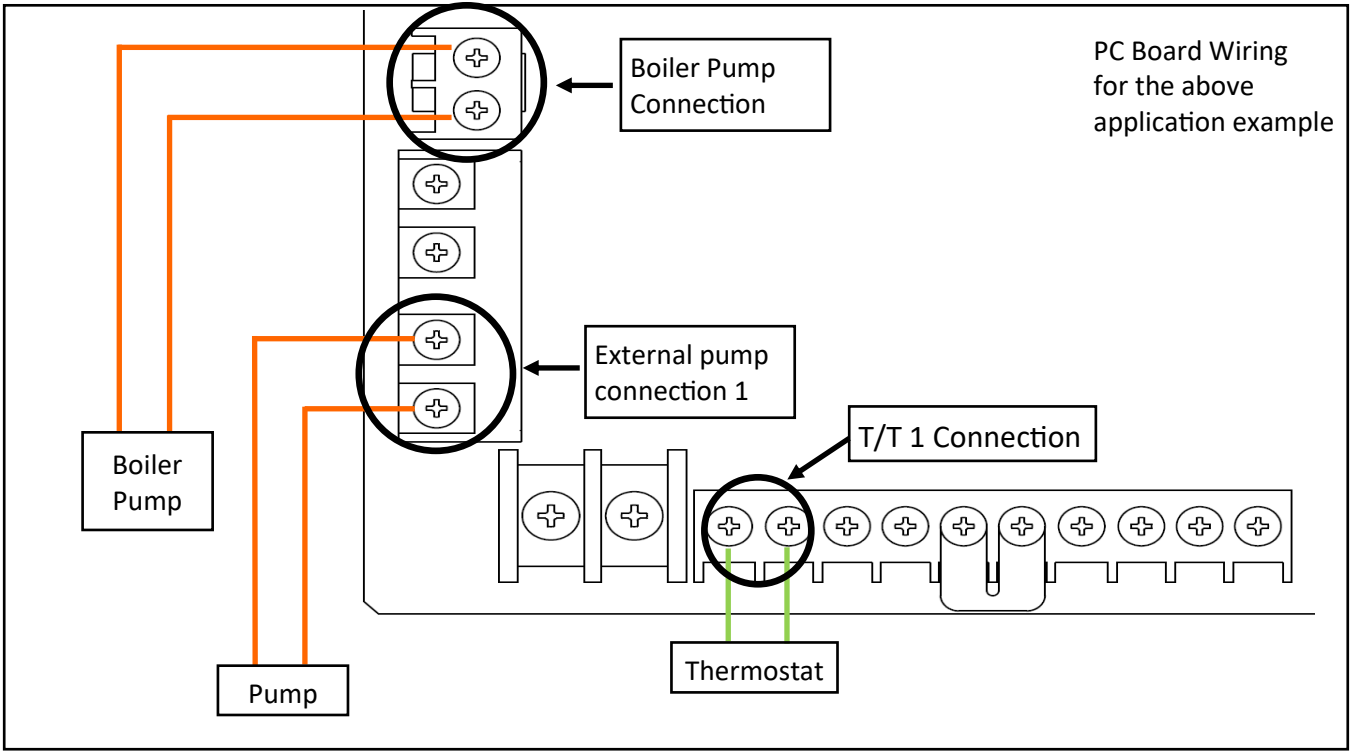 PC Board Wiring
for the above
application example
Boiler Pump
Connection
External pump
connection 1
T/T 1 Connection
Boiler
Pump
Thermostat
Pump